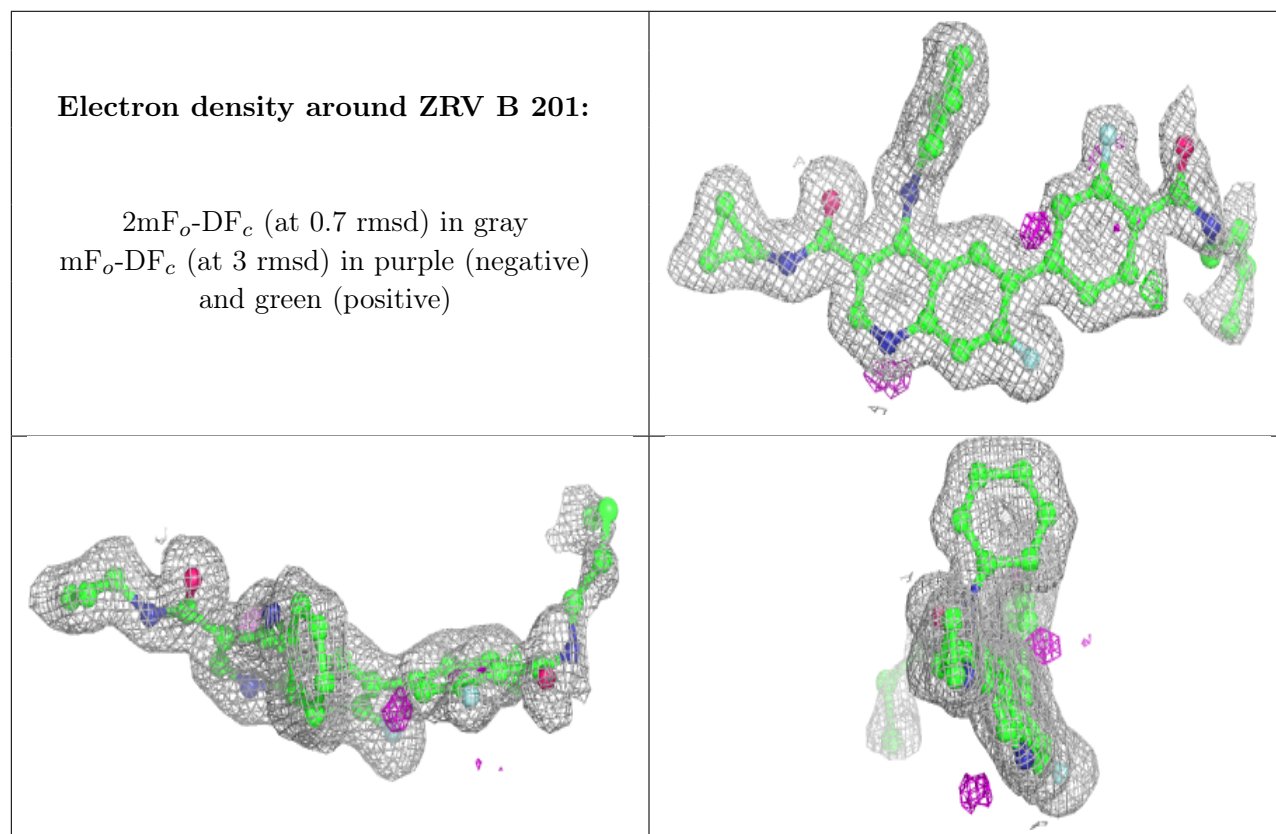 Electron density around ZRV B 201:
2mFo-DFc (at 0.7 rmsd) in gray
mFo-DFc (at 3 rmsd) in purple (negative)
and green (positive)